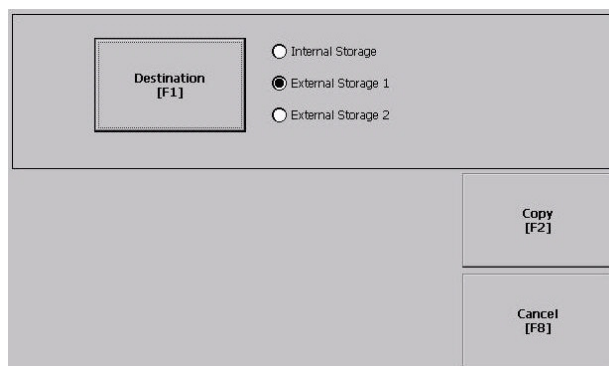 Destination
[F1]
Internal Storage
External Storage 1
External Storage 2
Copy
[F2]
Cancel
[F8]